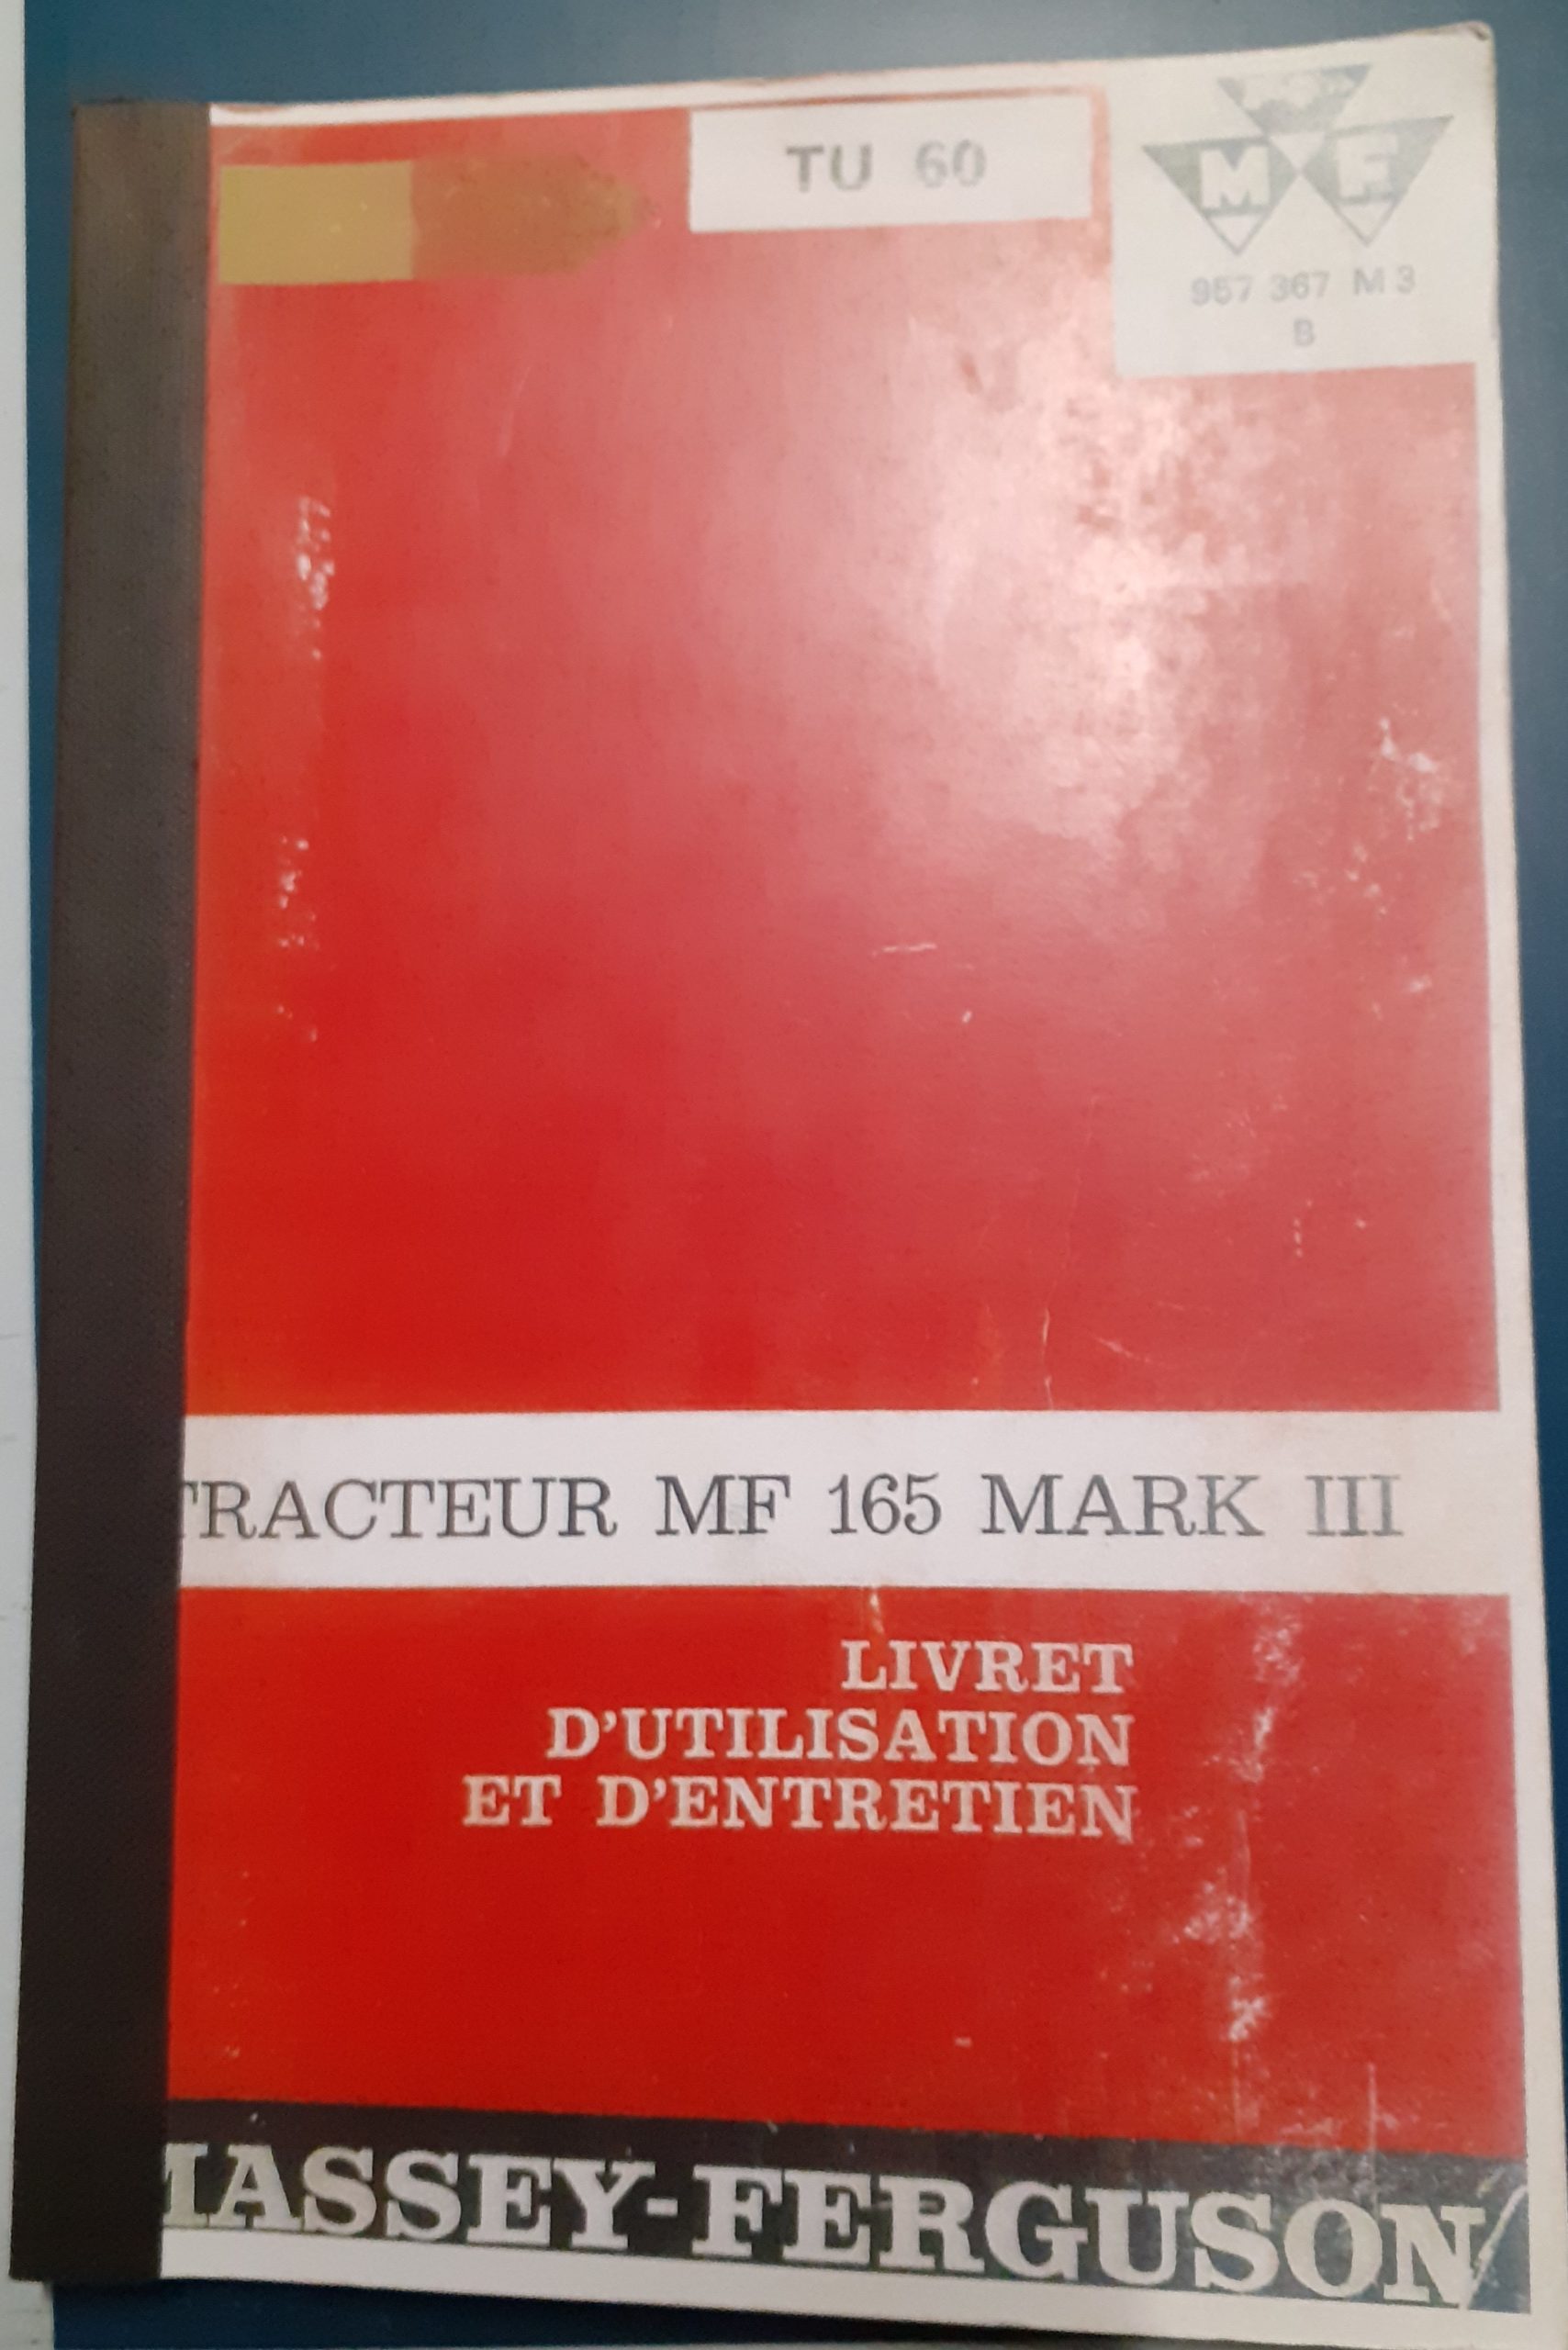 TU 60
M F
957 367 M 3
B
TRACTEUR MF 165 MARK III
LIVRET
D'UTILISATION
ET D'ENTRETIEN
MASSEY-FERGUSON